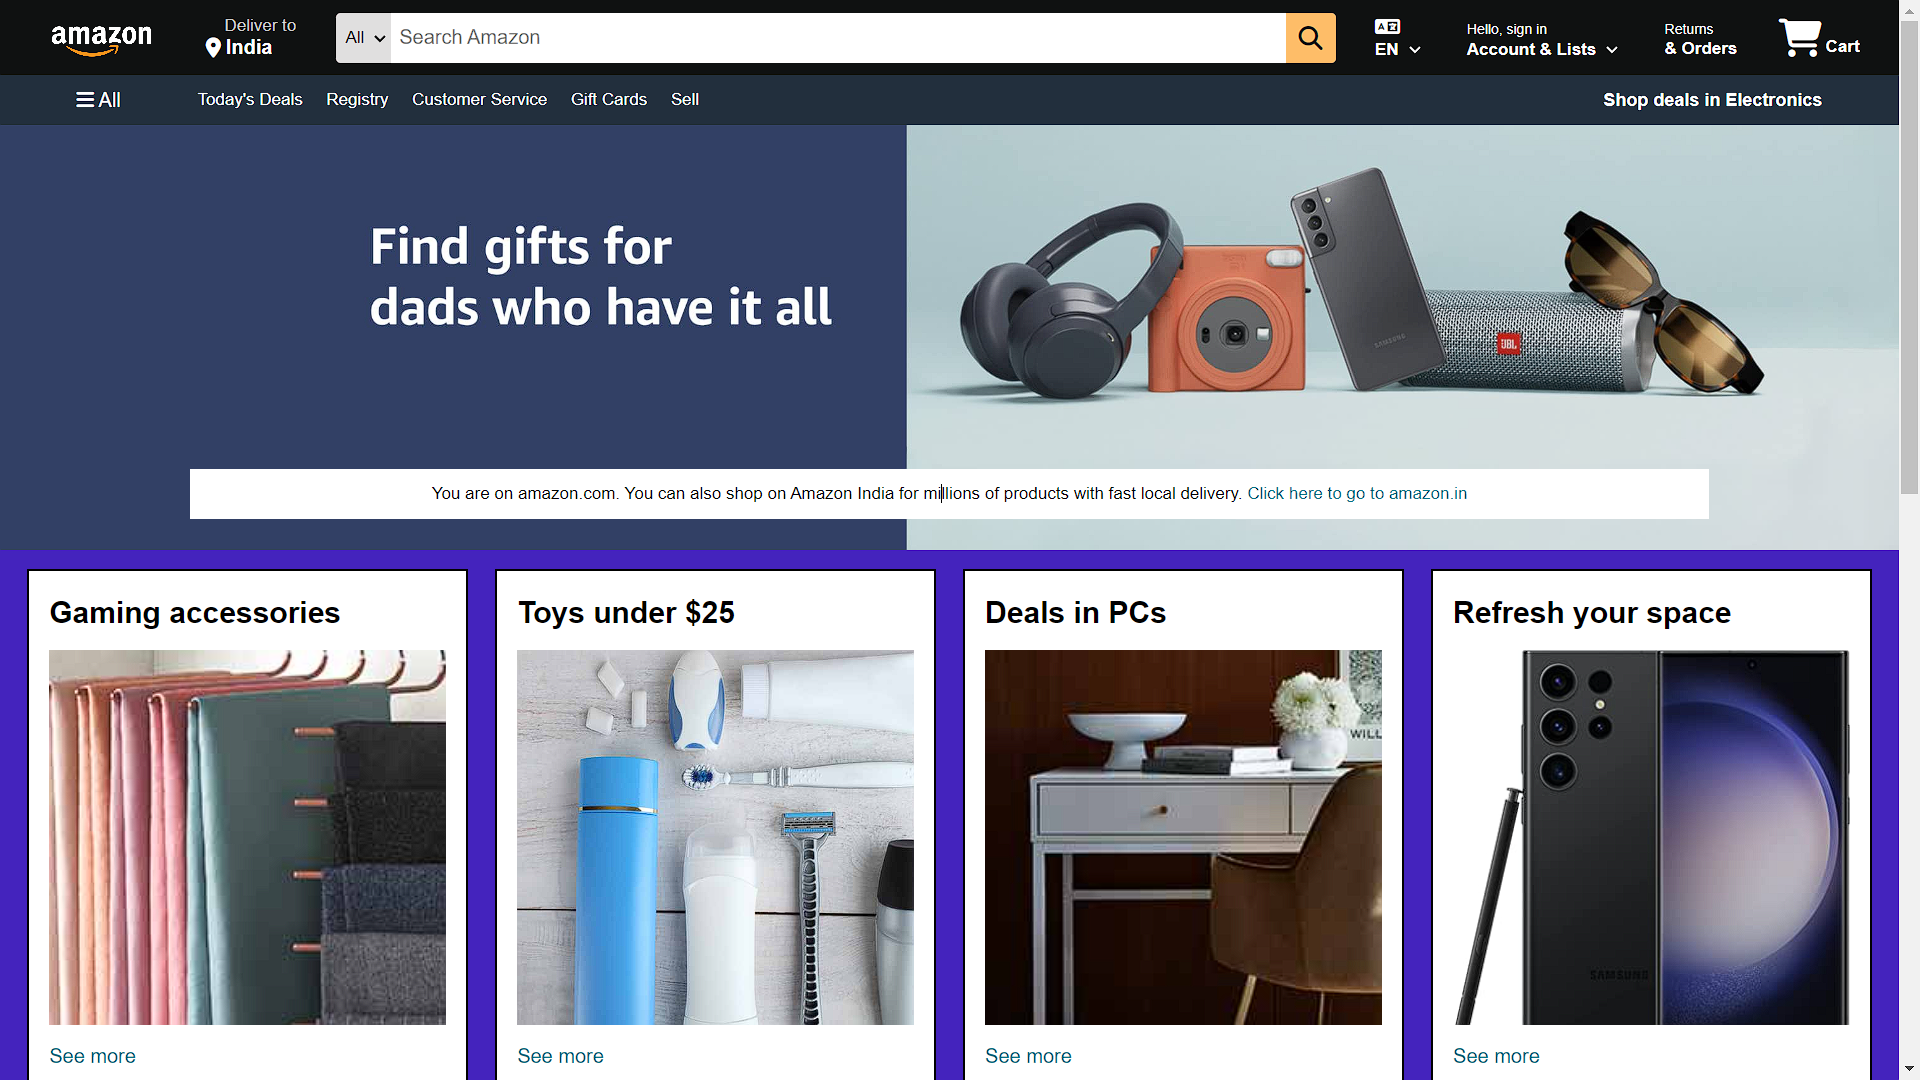 amazon
Deliver to
India
All
Search Amazon
EN
Hello, sign in
Account & Lists
Returns
& Orders
Cart
All
Today's Deals
Registry
Customer Service
Gift Cards
Sell
Shop deals in Electronics
Find gifts for
dads who have it all
SAMSUNG
JBL
You are on amazon.com. You can also shop on Amazon India for millions of products with fast local delivery. Click here to go to amazon.in
Gaming accessories
Toys under $25
Deals in PCs
Refresh your space
WILL
SAMSUNG
See more
See more
See more
See more